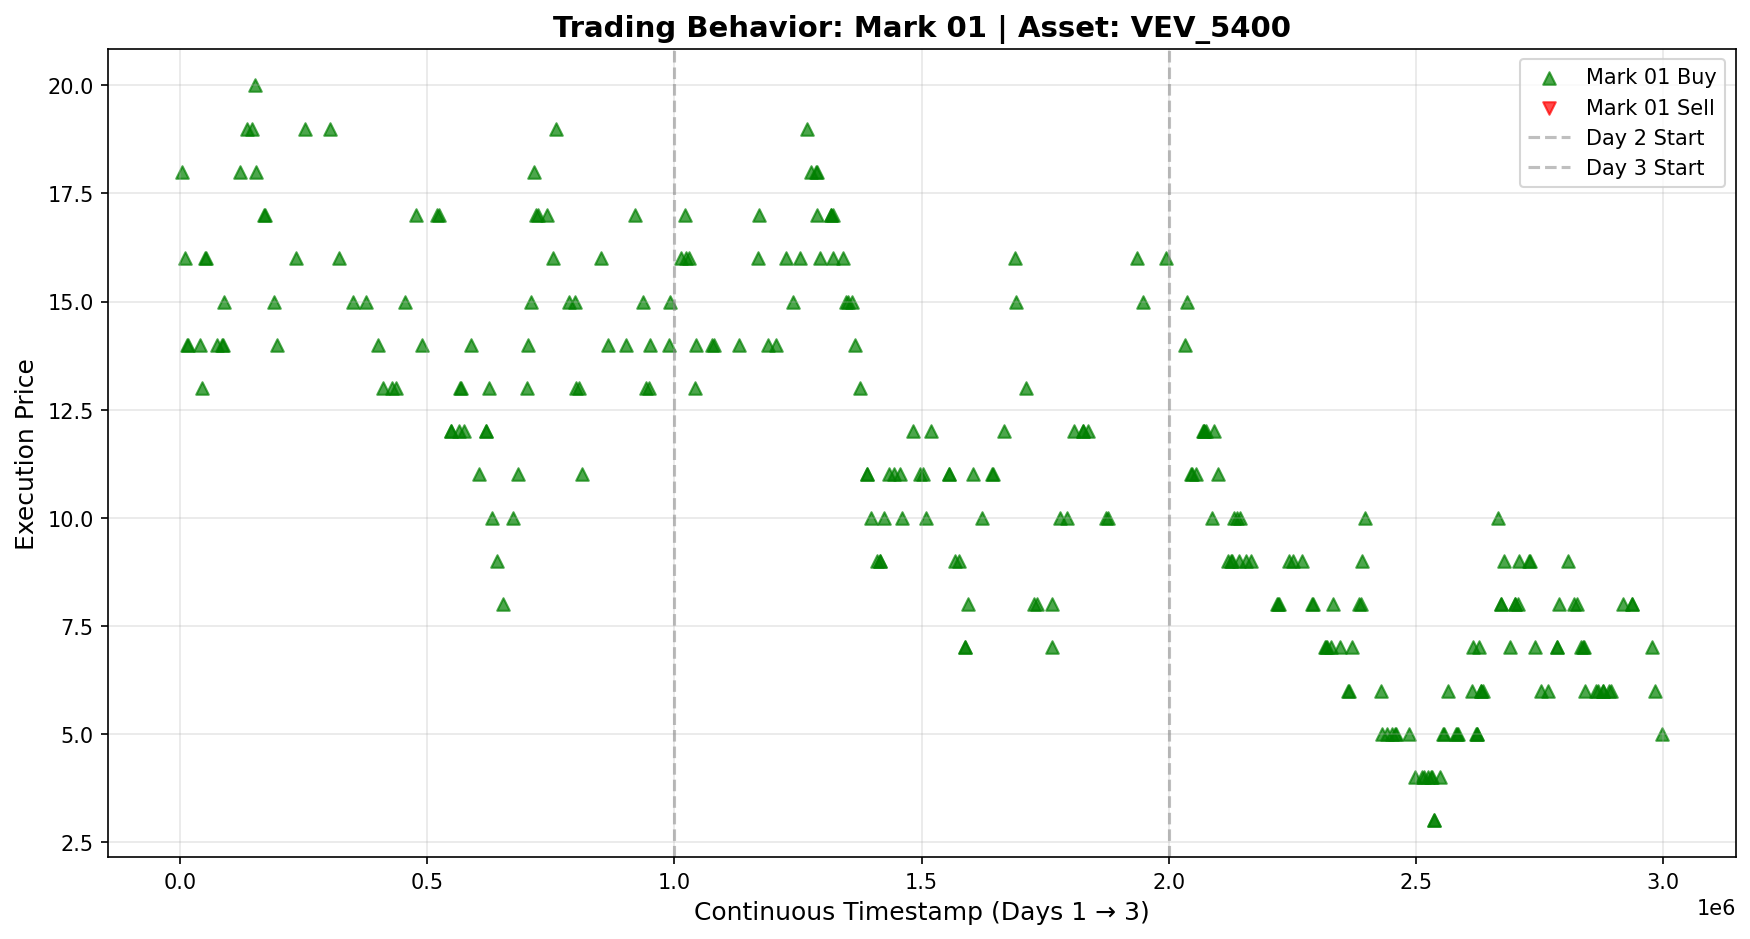 Trading Behavior: Mark 01 | Asset: VEV_5400
Mark 01 Buy
Mark 01 Sell
Day 2 Start
Day 3 Start
Execution Price
20.0
17.5
15.0
12.5
10.0
7.5
5.0
2.5
0.0 0.5 1.0 1.5 2.0 2.5 3.0
1e6
Continuous Timestamp (Days 1 → 3)